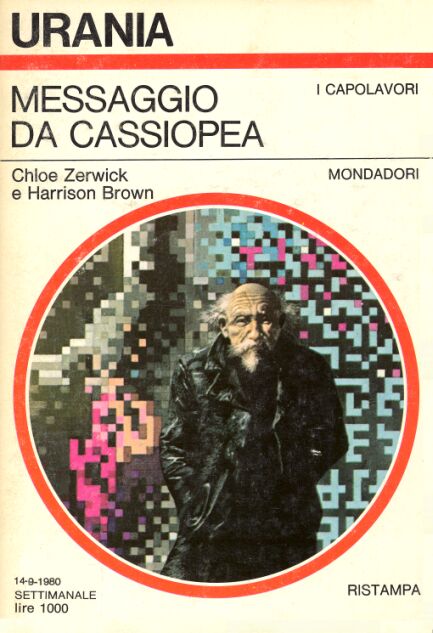 URANIA
MESSAGGIO
DA CASSIOPEA
I CAPOLAVORI
Chloe Zerwick
e Harrison Brown
MONDADORI
14-9-1980
SETTIMANALE
lire 1000
RISTAMPA